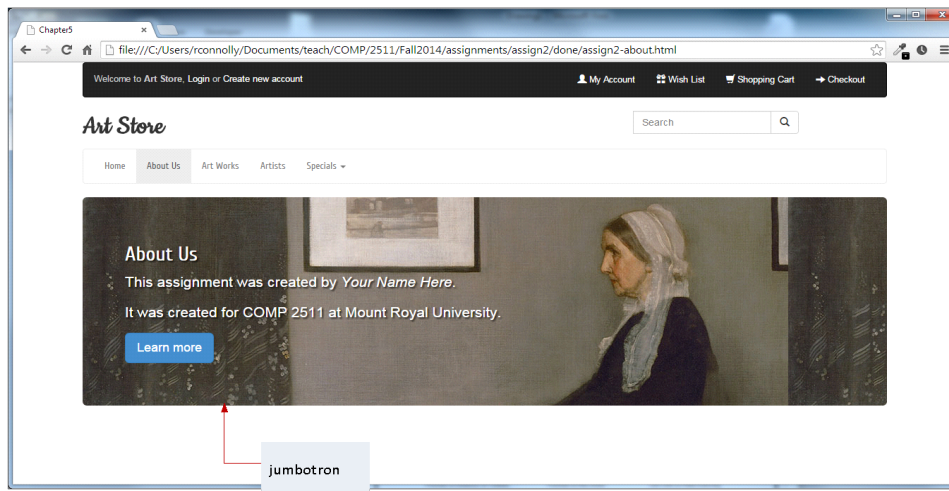 Chapter5
file:///C:/Users/rconnolly/Documents/teach/COMP/2511/Fall2014/assignments/assign2/done/assign2-about.html
Welcome to Art Store, Login or Create new account My Account Wish List Shopping Cart Checkout
Art Store Search
Home About Us Art Works Artists Specials
About Us
This assignment was created by Your Name Here.
It was created for COMP 2511 at Mount Royal University.
Learn more
jumbotron